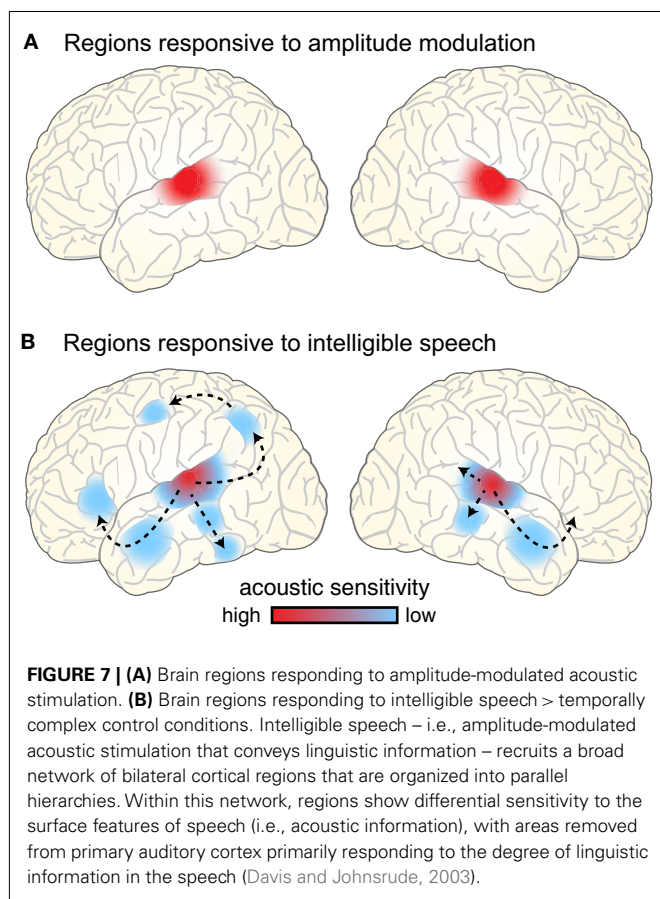 A Regions responsive to amplitude modulation
B Regions responsive to intelligible speech
acoustic sensitivity
high low
FIGURE 7 | (A) Brain regions responding to amplitude-modulated acoustic
stimulation. (B) Brain regions responding to intelligible speech > temporally
complex control conditions. Intelligible speech – i.e., amplitude-modulated
acoustic stimulation that conveys linguistic information – recruits a broad
network of bilateral cortical regions that are organized into parallel
hierarchies. Within this network, regions show differential sensitivity to the
surface features of speech (i.e., acoustic information), with areas removed
from primary auditory cortex primarily responding to the degree of linguistic
information in the speech (Davis and Johnsrude, 2003).